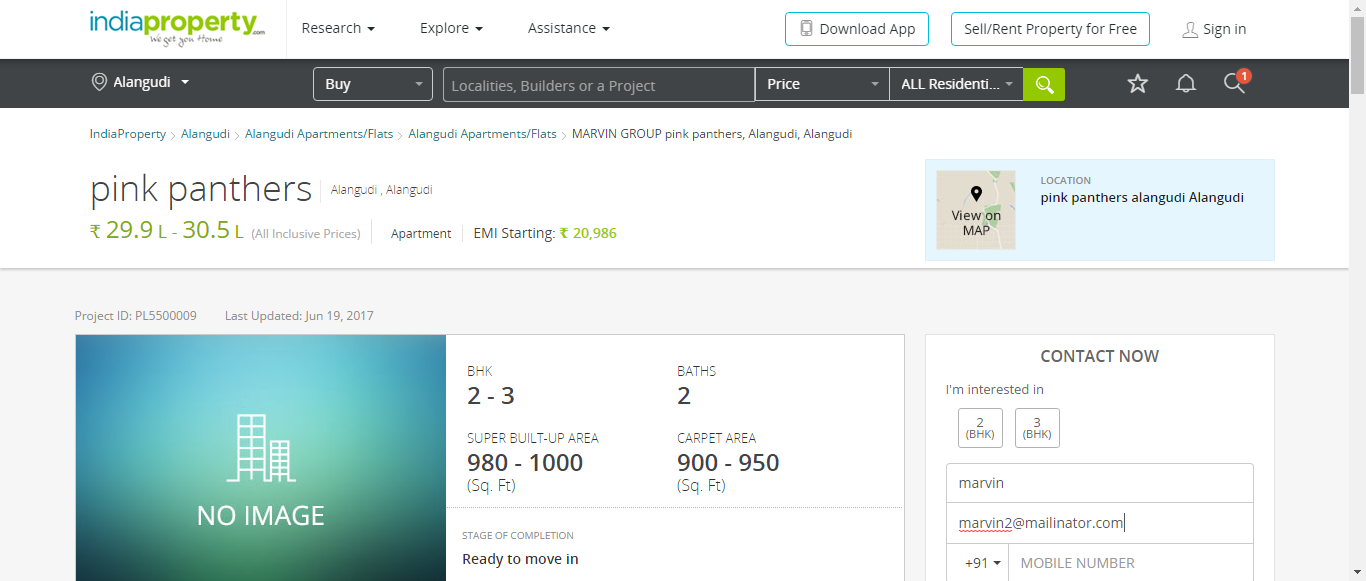 indiaproperty.com
We get you Home
Research
Explore
Assistance
Download App
Sell/Rent Property for Free
Sign in
Alangudi
Buy
Localities, Builders or a Project
Price
ALL Residenti...
1
IndiaProperty > Alangudi > Alangudi Apartments/Flats > Alangudi Apartments/Flats > MARVIN GROUP pink panthers, Alangudi, Alangudi
pink panthers
Alangudi , Alangudi
₹ 29.9 L - 30.5 L (All Inclusive Prices)
Apartment
EMI Starting: ₹ 20,986
View on
MAP
LOCATION
pink panthers alangudi Alangudi
Project ID: PL5500009
Last Updated: Jun 19, 2017
NO IMAGE
BHK
2 - 3
BATHS
2
SUPER BUILT-UP AREA
980 - 1000
(Sq. Ft)
CARPET AREA
900 - 950
(Sq. Ft)
STAGE OF COMPLETION
Ready to move in
CONTACT NOW
I'm interested in
2
(BHK)
3
(BHK)
marvin
marvin2@mailinator.com
+91
MOBILE NUMBER